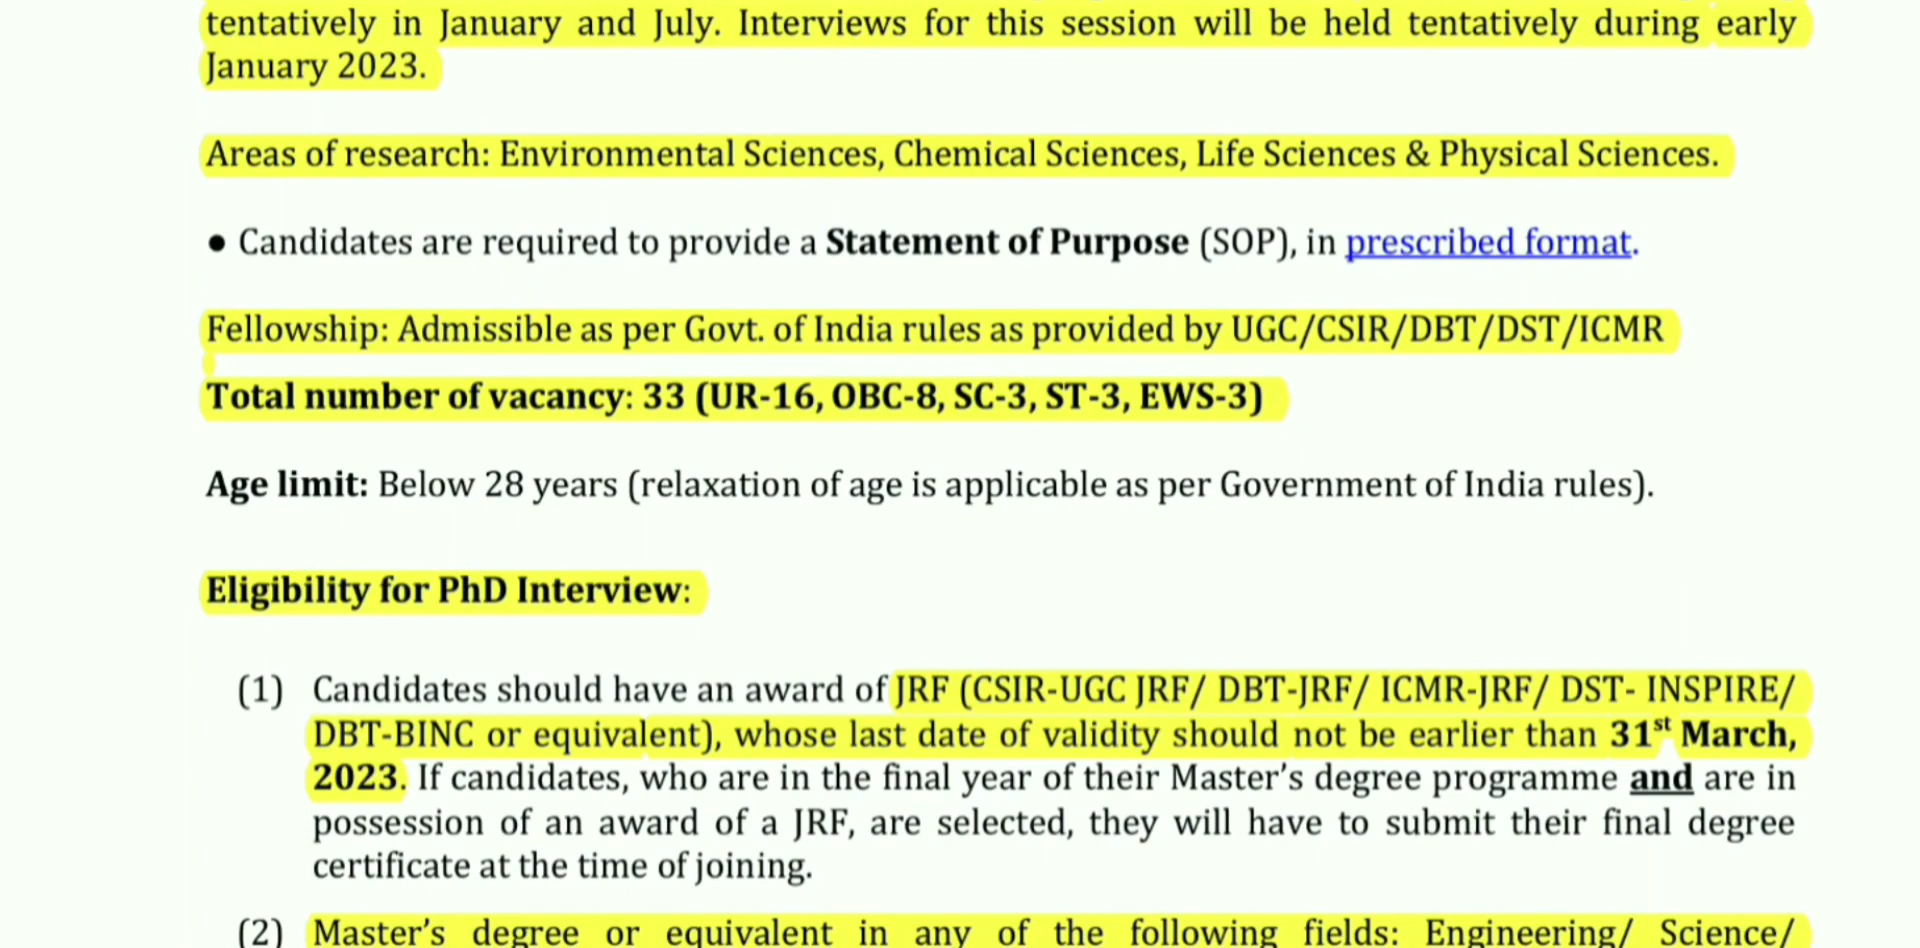 tentatively in January and July. Interviews for this session will be held tentatively during early
January 2023.
Areas of research: Environmental Sciences, Chemical Sciences, Life Sciences & Physical Sciences.
● Candidates are required to provide a Statement of Purpose (SOP), in prescribed format.
Fellowship: Admissible as per Govt. of India rules as provided by UGC/CSIR/DBT/DST/ICMR
Total number of vacancy: 33 (UR-16, OBC-8, SC-3, ST-3, EWS-3)
Age limit: Below 28 years (relaxation of age is applicable as per Government of India rules).
Eligibility for PhD Interview:
(1) Candidates should have an award of JRF (CSIR-UGC JRF/ DBT-JRF/ ICMR-JRF/ DST- INSPIRE/
DBT-BINC or equivalent), whose last date of validity should not be earlier than 31st March,
2023. If candidates, who are in the final year of their Master’s degree programme and are in
possession of an award of a JRF, are selected, they will have to submit their final degree
certificate at the time of joining.
(2) Master’s degree or equivalent in any of the following fields: Engineering/ Science/